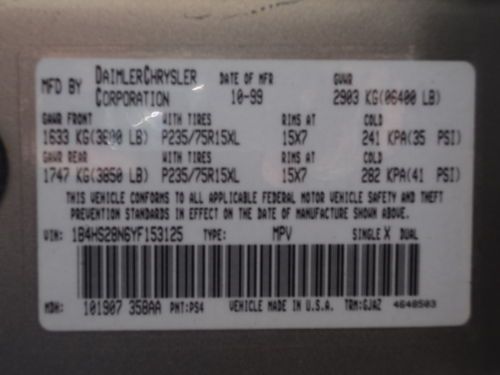 MFD BY DAIMLERCHRYSLER CORPORATION DATE OF MFR 10-99 GVWR 2903 KG(06400 LB)
GAWR FRONT WITH TIRES RIMS AT COLD
1633 KG(3600 LB) P235/75R15XL 15X7 241 KPA(35 PSI)
GAWR REAR WITH TIRES RIMS AT COLD
1747 KG(3850 LB) P235/75R15XL 15X7 282 KPA(41 PSI)
THIS VEHICLE CONFORMS TO ALL APPLICABLE FEDERAL MOTOR VEHICLE SAFETY AND THEFT
PREVENTION STANDARDS IN EFFECT ON THE DATE OF MANUFACTURE SHOWN ABOVE.
VIN: 1B4HS28N6YF153125 TYPE: MPV SINGLE X DUAL
MDH: 101907 358AA PNT:PS4 VEHICLE MADE IN U.S.A. TRM:GJAZ 4648503